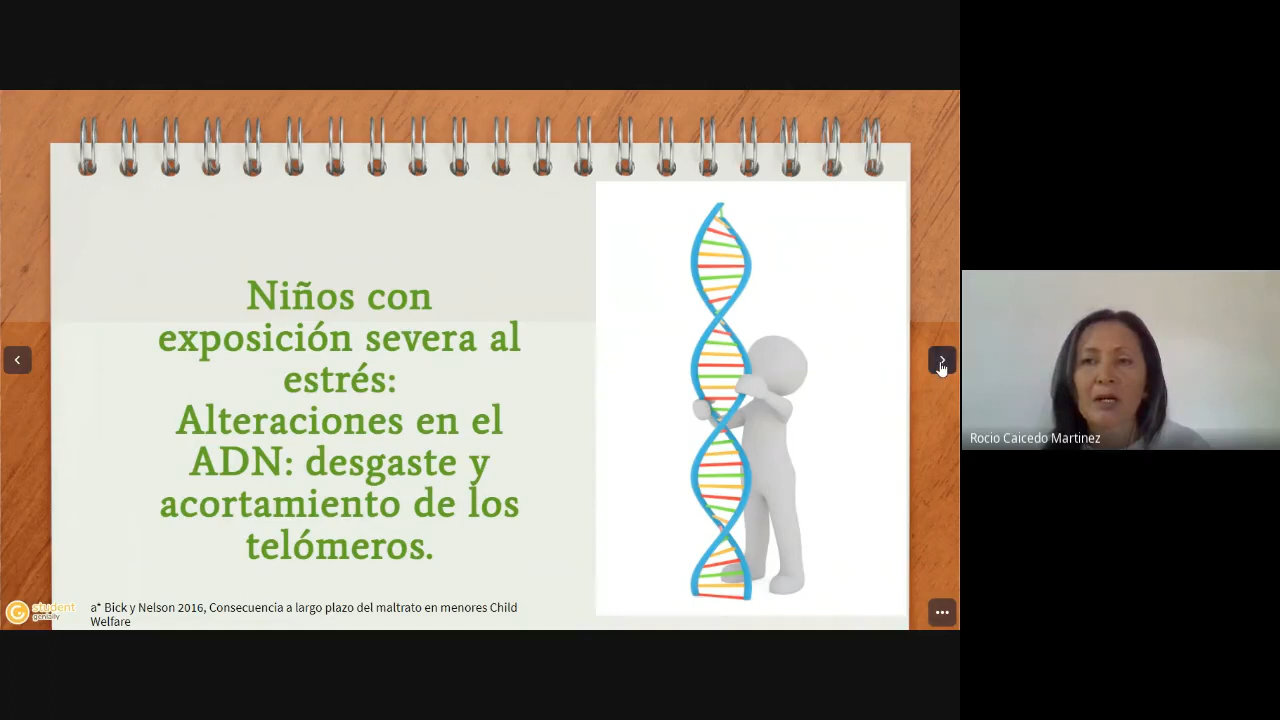 Niños con
exposición severa al
estrés:
Alteraciones en el
ADN: desgaste y
acortamiento de los
telómeros.
a* Bick y Nelson 2016, Consecuencia a largo plazo del maltrato en menores Child
Welfare
student
genially
Rocio Caicedo Martinez